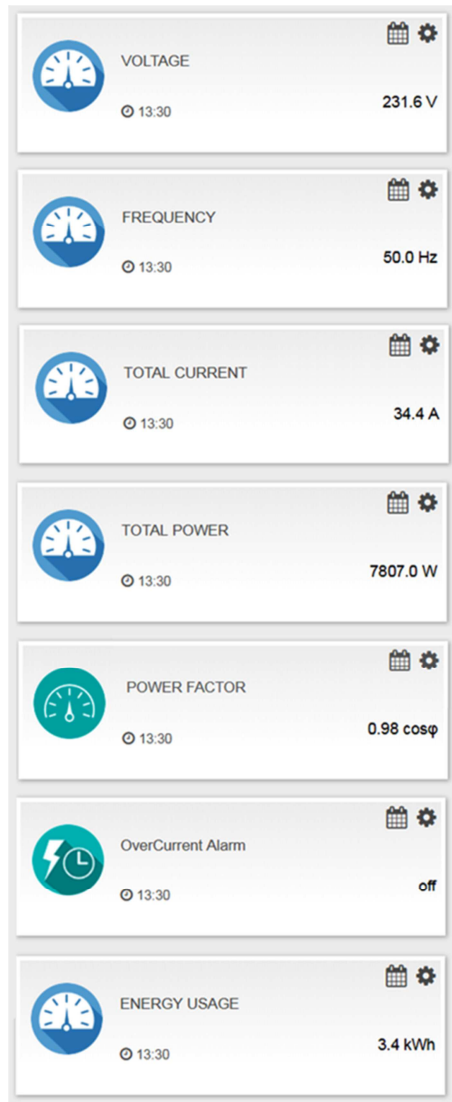 VOLTAGE
13:30
231.6 V
FREQUENCY
13:30
50.0 Hz
TOTAL CURRENT
13:30
34.4 A
TOTAL POWER
13:30
7807.0 W
POWER FACTOR
13:30
0.98 cosφ
OverCurrent Alarm
13:30
off
ENERGY USAGE
13:30
3.4 kWh